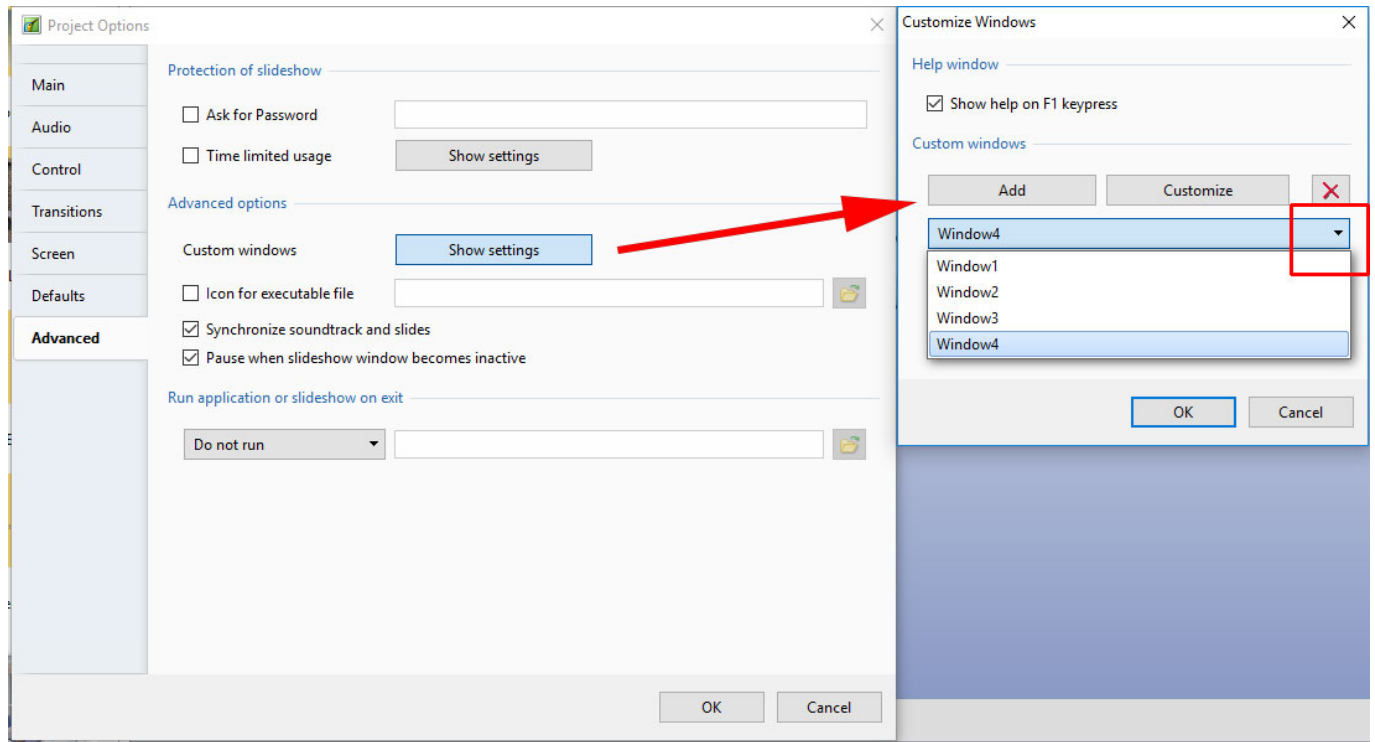 Project Options
Main
Audio
Control
Transitions
Screen
Defaults
Advanced
Protection of slideshow
Ask for Password
Time limited usage
Show settings
Advanced options
Custom windows
Show settings
Icon for executable file
Synchronize soundtrack and slides
Pause when slideshow window becomes inactive
Run application or slideshow on exit
Do not run
OK
Cancel
Customize Windows
Help window
Show help on F1 keypress
Custom windows
Add
Customize
Window4
Window1
Window2
Window3
Window4
OK
Cancel